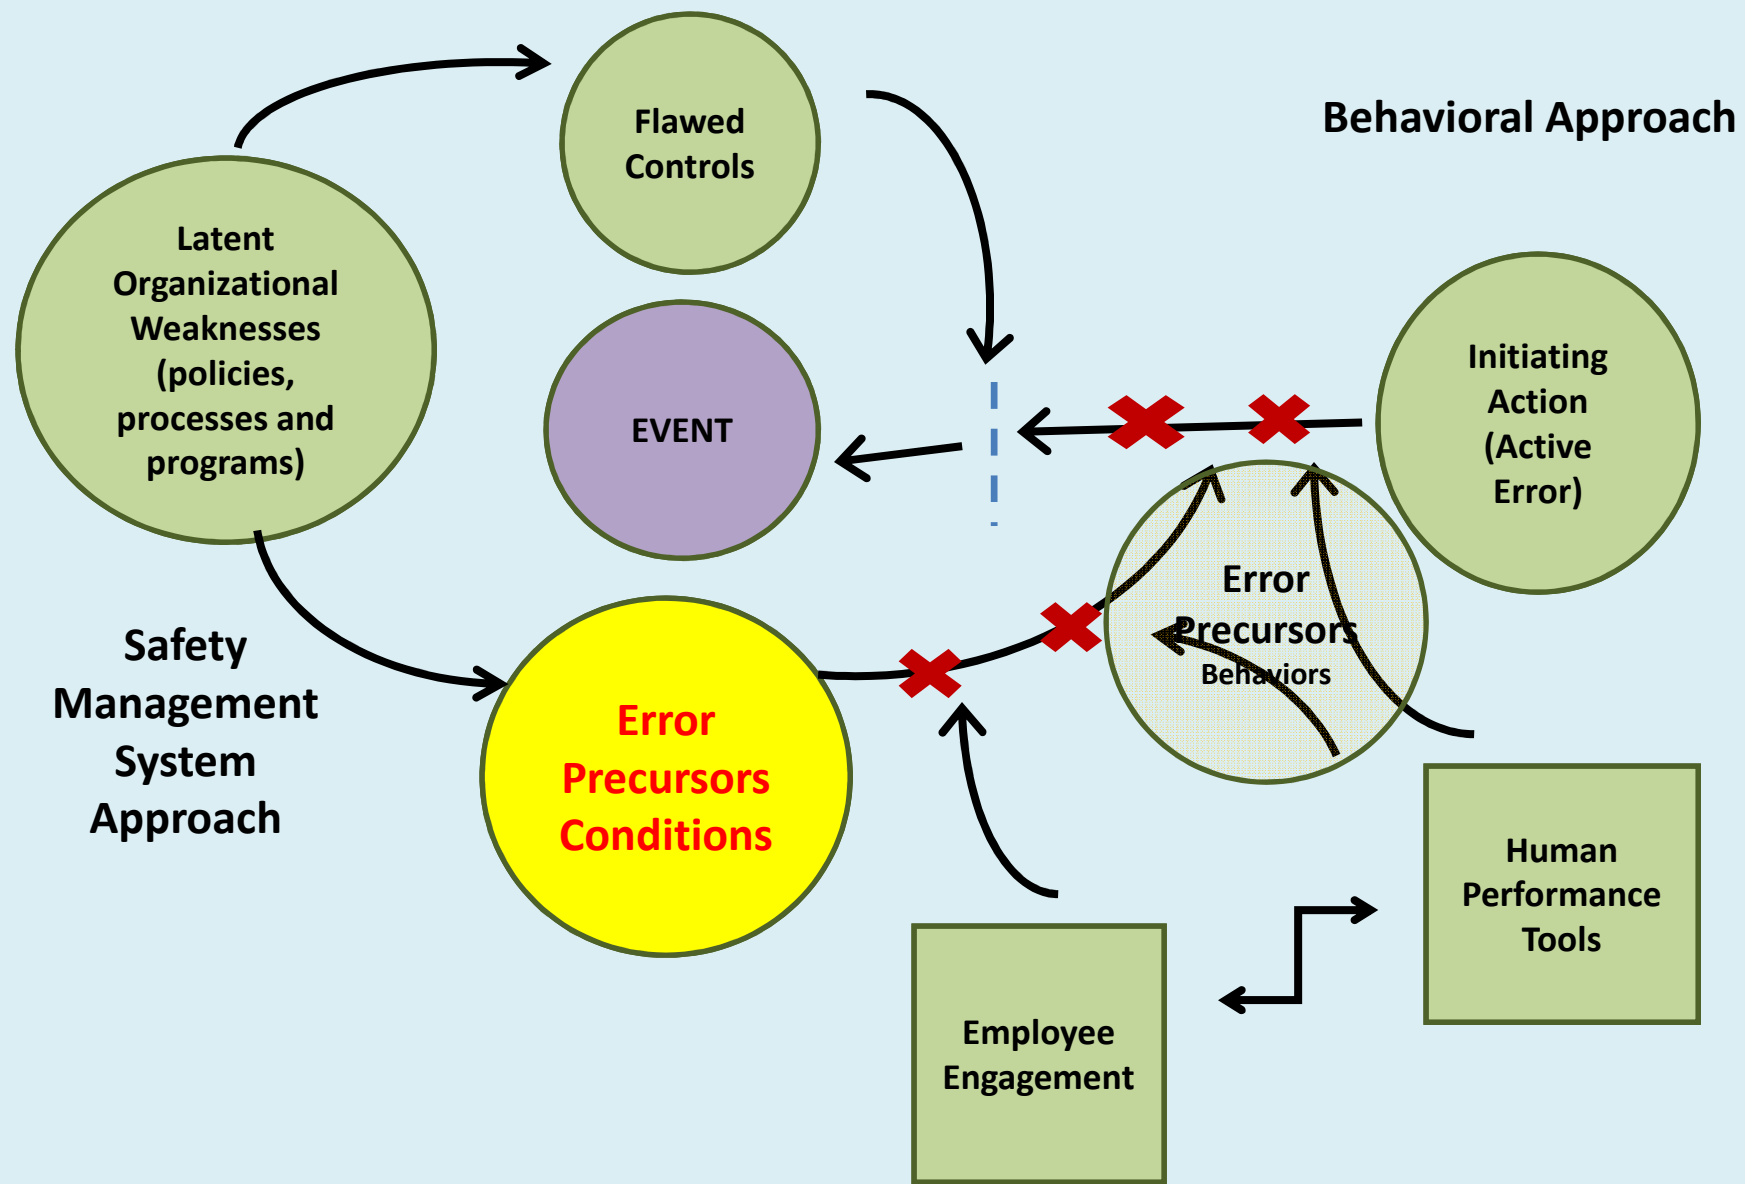 Flawed
Controls
Behavioral Approach
Latent
Organizational
Weaknesses
(policies,
processes and
programs)
EVENT
Initiating
Action
(Active
Error)
Error
Precursors
Behaviors
Safety
Management
System
Approach
Error
Precursors
Conditions
Human
Performance
Tools
Employee
Engagement